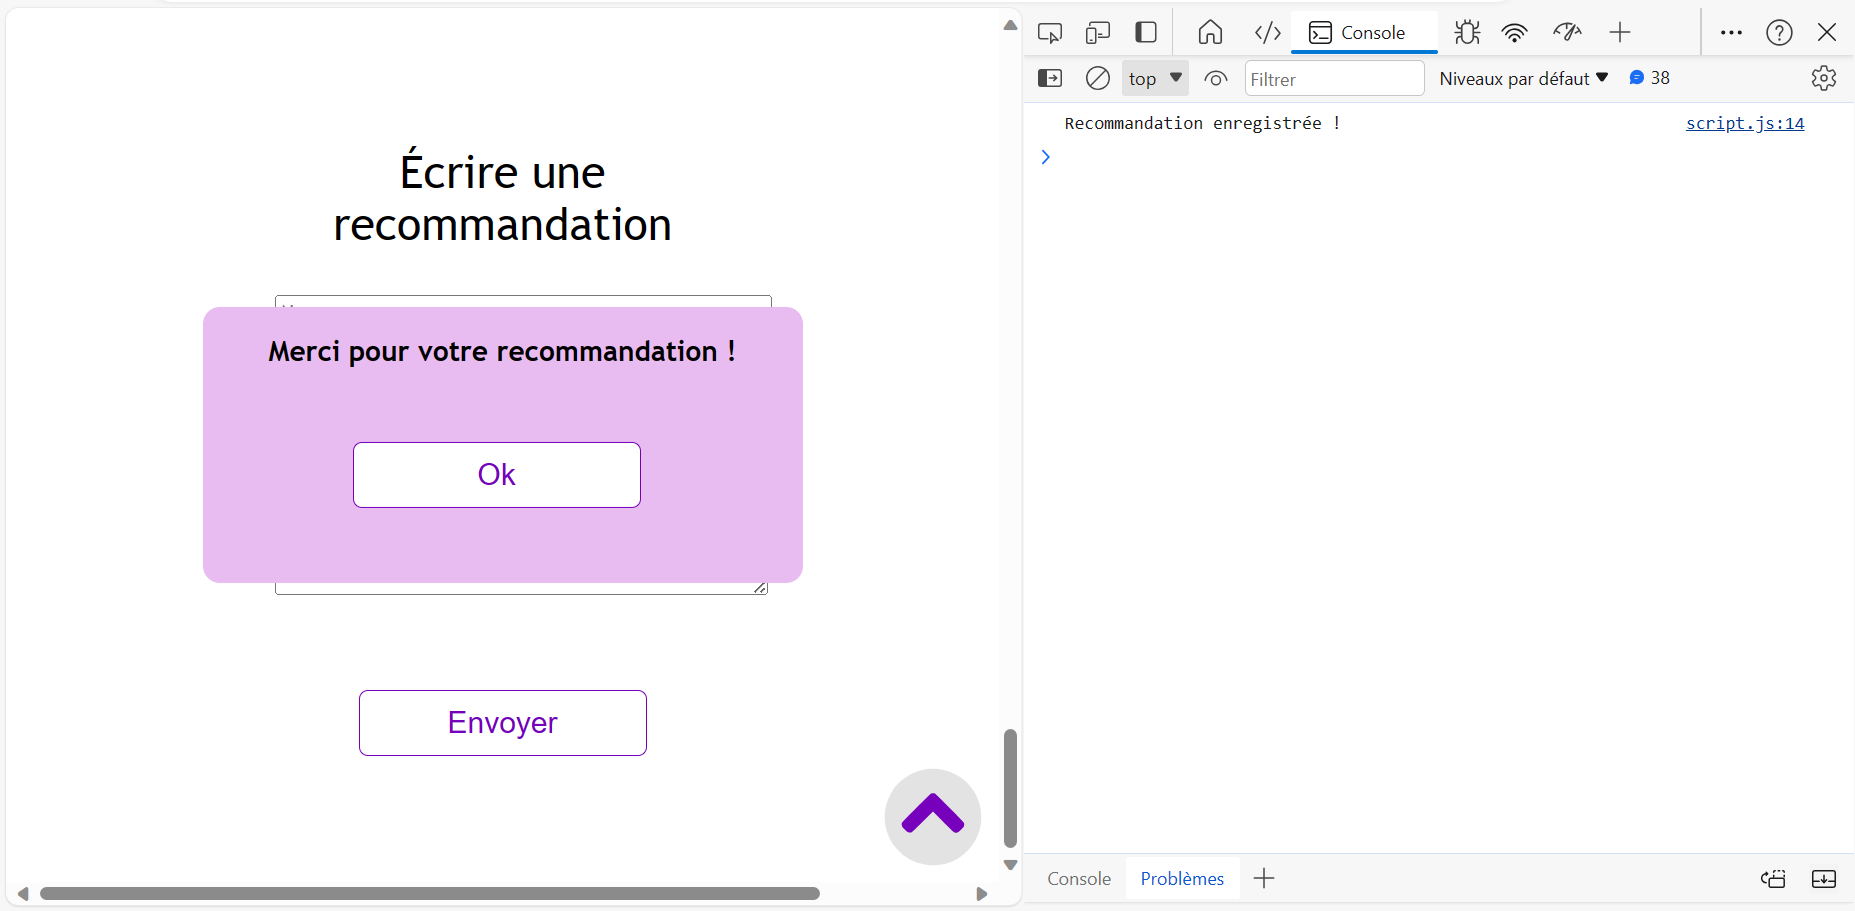 Écrire une
recommandation
Merci pour votre recommandation !
Ok
Envoyer
Console
top
Filtrer
Niveaux par défaut
38
Recommandation enregistrée !
script.js:14
Console
Problèmes